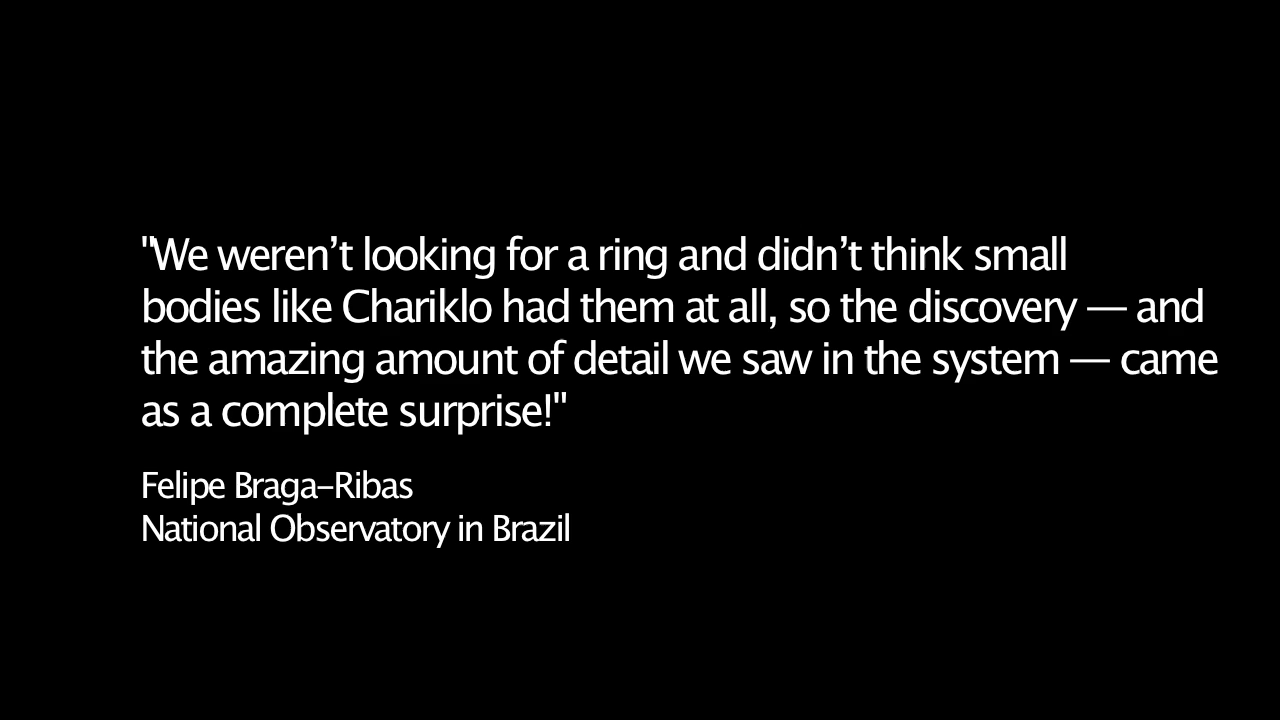 "We weren’t looking for a ring and didn’t think small
bodies like Chariklo had them at all, so the discovery — and
the amazing amount of detail we saw in the system — came
as a complete surprise!"
Felipe Braga–Ribas
National Observatory in Brazil